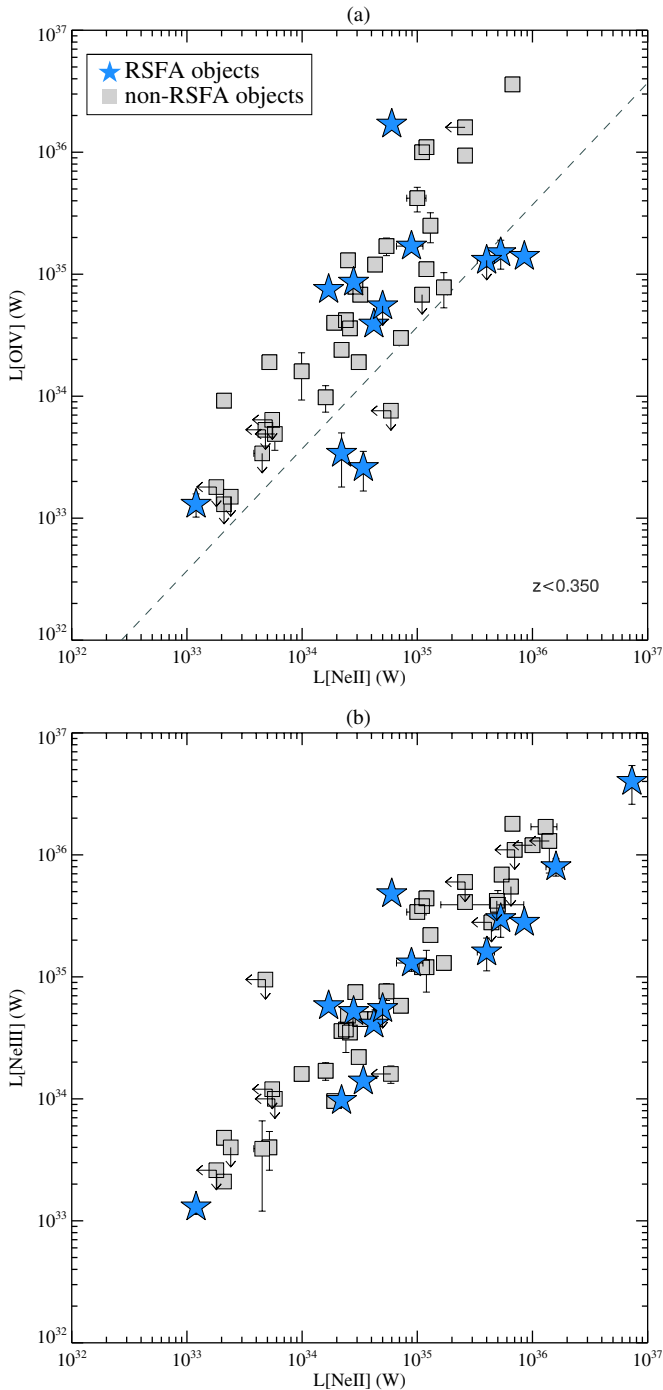 (a)
RSFA objects
non-RSFA objects
10^37
10^36
10^35
10^34
10^33
10^32
L[OIV] (W)
z<0.350
10^32 10^33 10^34 10^35 10^36 10^37
L[NeII] (W)
(b)
10^37
10^36
10^35
10^34
10^33
10^32
L[NeIII] (W)
10^32 10^33 10^34 10^35 10^36 10^37
L[NeII] (W)